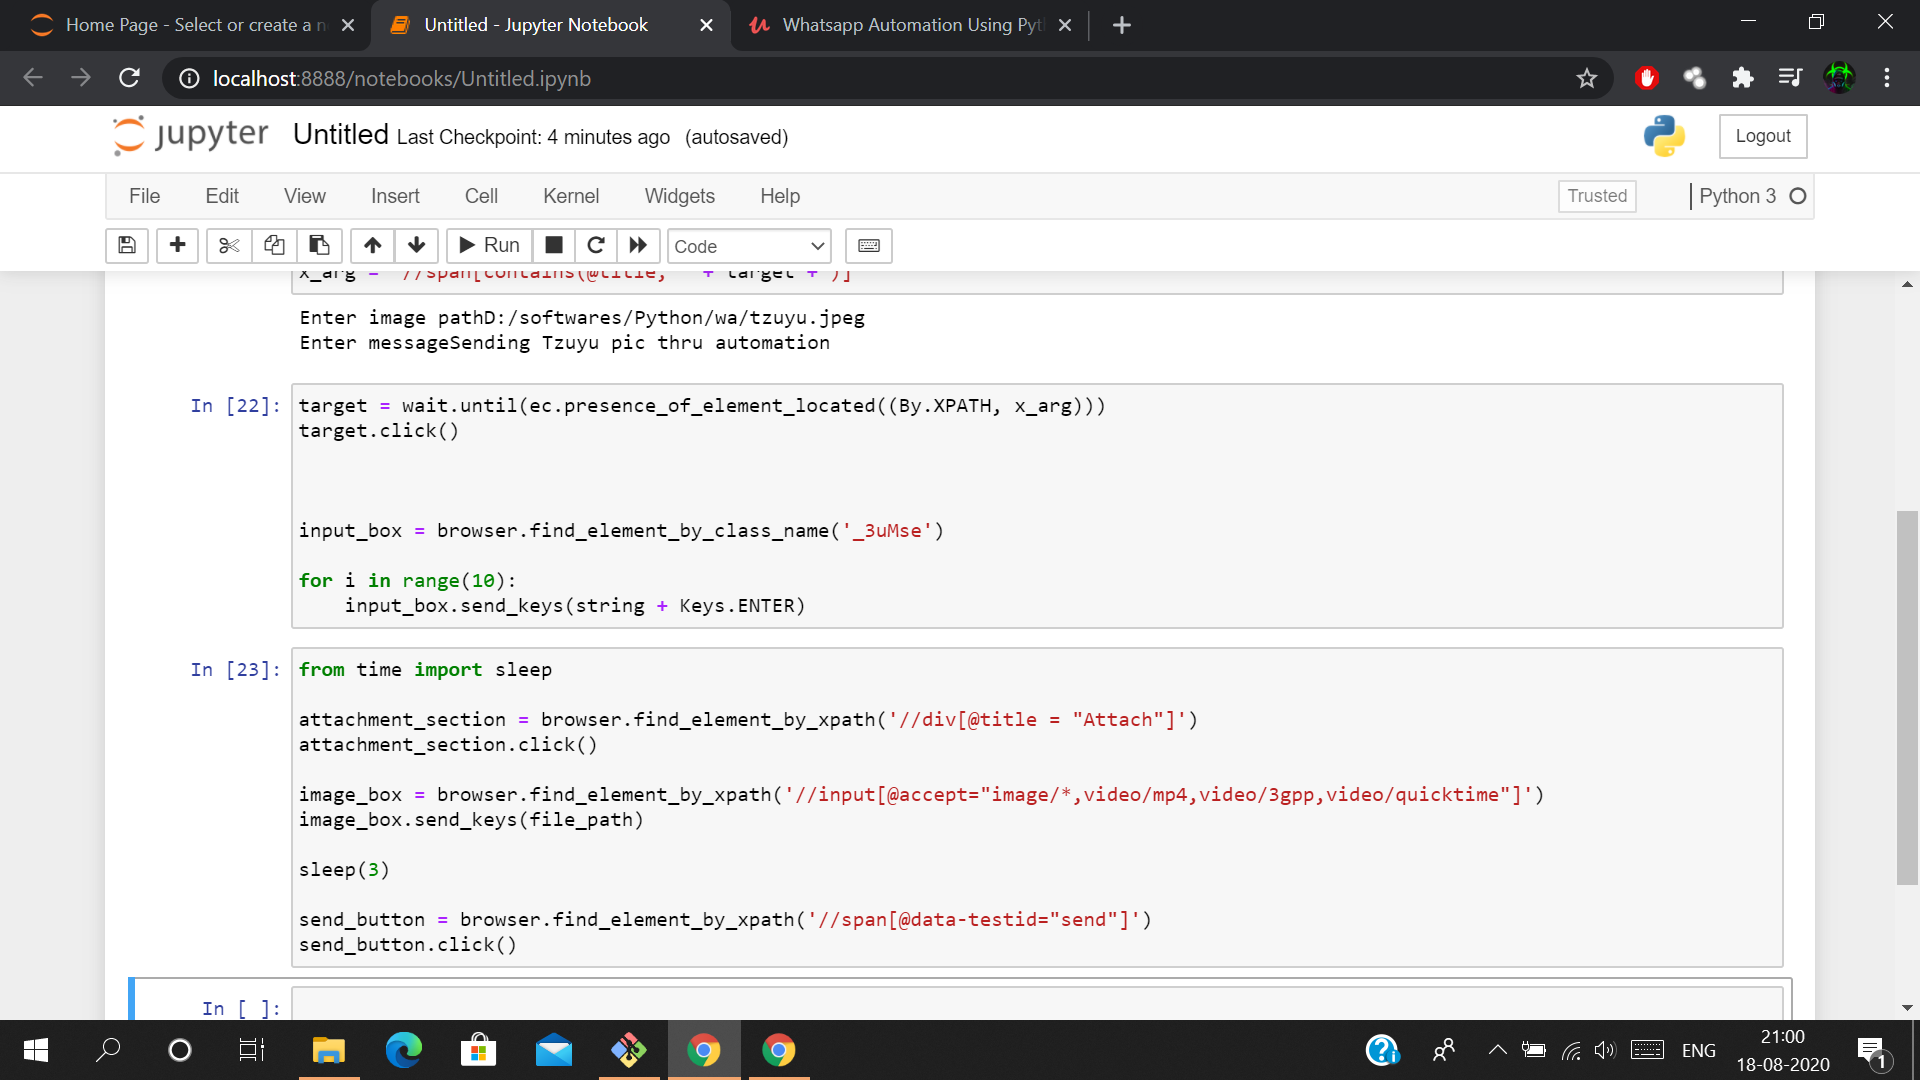 Home Page - Select or create a n
Untitled - Jupyter Notebook
Whatsapp Automation Using Pyt
localhost:8888/notebooks/Untitled.ipynb
jupyter Untitled Last Checkpoint: 4 minutes ago (autosaved)
Logout
File Edit View Insert Cell Kernel Widgets Help
Trusted
Python 3
Run
Code
x_arg = '//span[contains(@title, ' + target + ')]'
Enter image pathD:/softwares/Python/wa/tzuyu.jpeg
Enter messageSending Tzuyu pic thru automation
In [22]:
target = wait.until(ec.presence_of_element_located((By.XPATH, x_arg)))
target.click()
input_box = browser.find_element_by_class_name('_3uMse')
for i in range(10):
    input_box.send_keys(string + Keys.ENTER)
In [23]:
from time import sleep
attachment_section = browser.find_element_by_xpath('//div[@title = "Attach"]')
attachment_section.click()
image_box = browser.find_element_by_xpath('//input[@accept="image/*,video/mp4,video/3gpp,video/quicktime"]')
image_box.send_keys(file_path)
sleep(3)
send_button = browser.find_element_by_xpath('//span[@data-testid="send"]')
send_button.click()
In [ ]:
ENG
21:00
18-08-2020
1